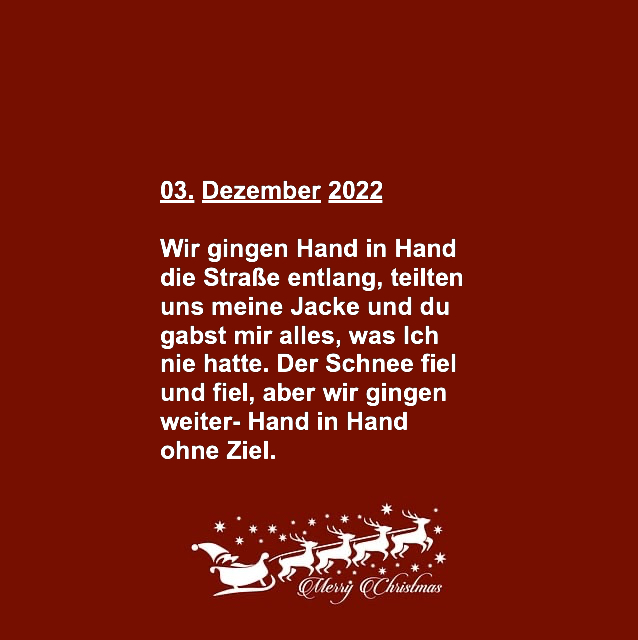 03. Dezember 2022
Wir gingen Hand in Hand
die Straße entlang, teilten
uns meine Jacke und du
gabst mir alles, was Ich
nie hatte. Der Schnee fiel
und fiel, aber wir gingen
weiter- Hand in Hand
ohne Ziel.
Merry Christmas